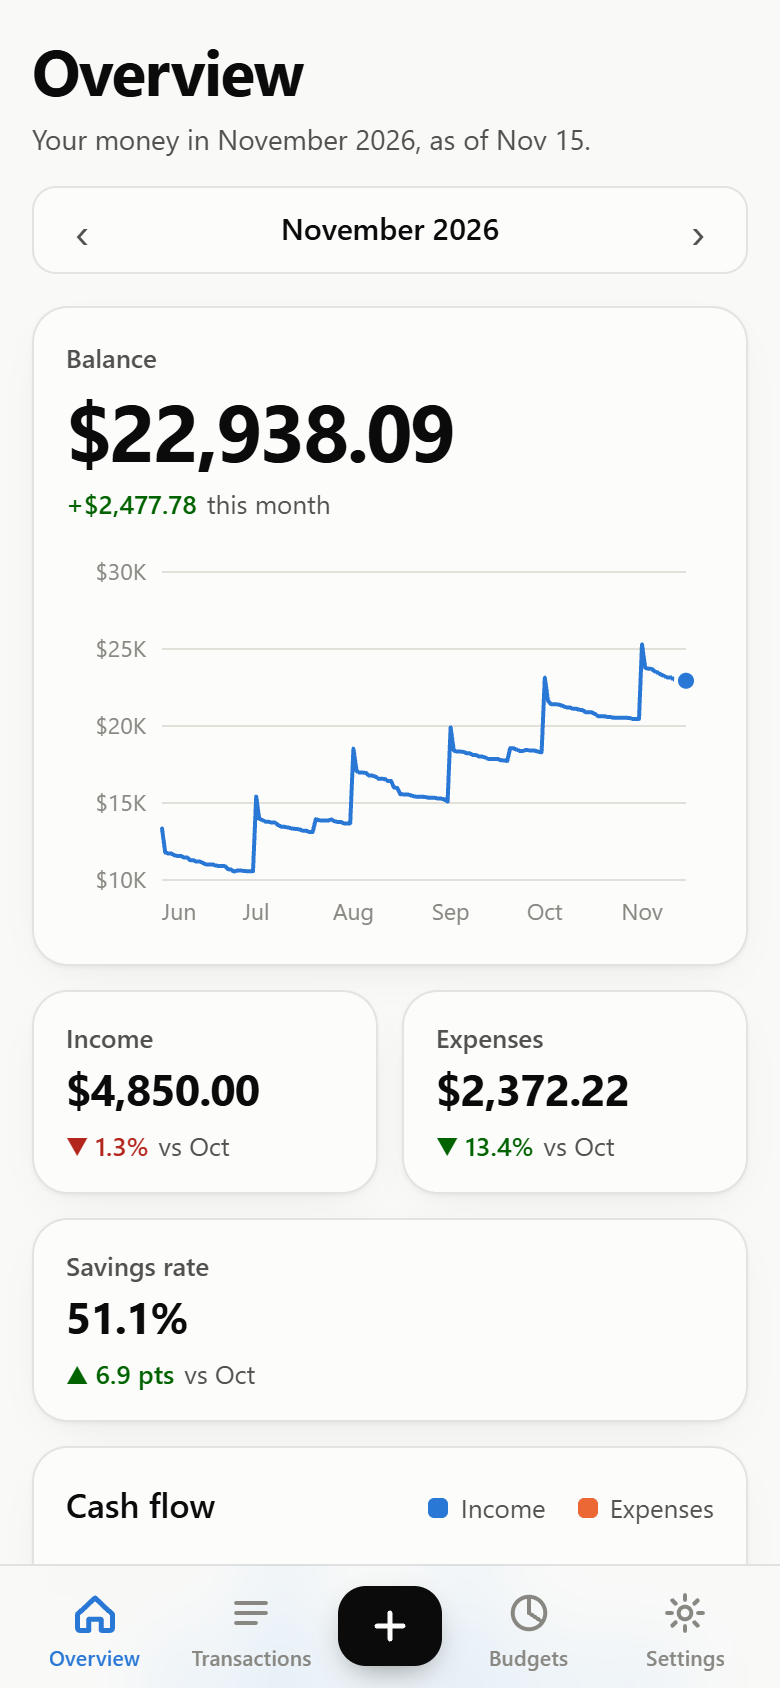 Overview
Your money in November 2026, as of Nov 15.
‹ November 2026 ›
Balance
$22,938.09
+$2,477.78 this month
$30K
$25K
$20K
$15K
$10K
Jun Jul Aug Sep Oct Nov
Income
$4,850.00
▼ 1.3% vs Oct
Expenses
$2,372.22
▼ 13.4% vs Oct
Savings rate
51.1%
▲ 6.9 pts vs Oct
Cash flow
Income Expenses
Overview Transactions + Budgets Settings